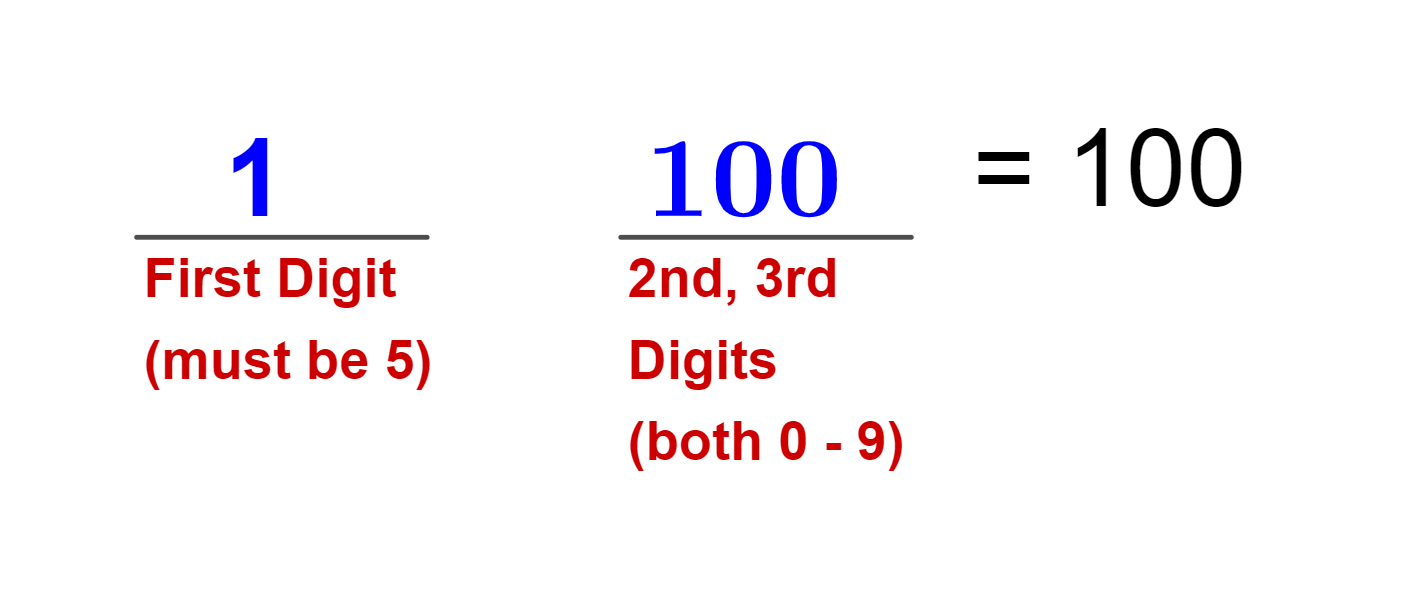 1 100 = 100
First Digit 2nd, 3rd
(must be 5) Digits
(both 0 - 9)